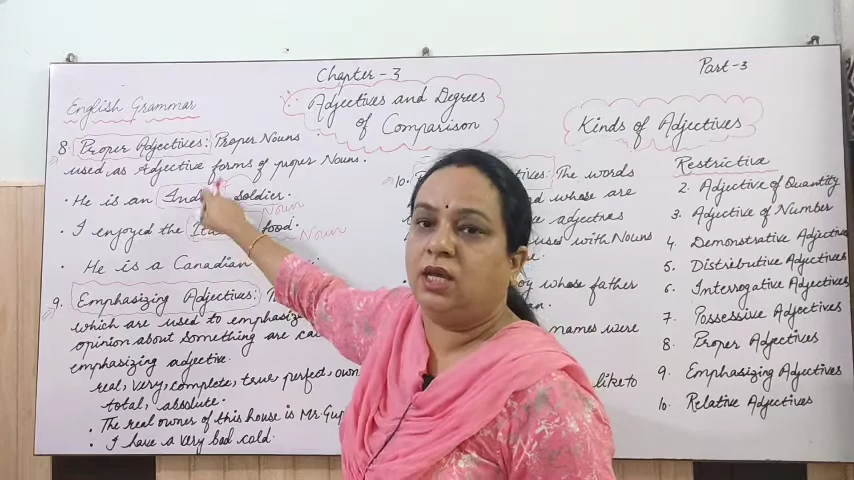 Chapter - 3
Part-3
English Grammar
Adjectives and Degrees
of Comparison
Kinds of Adjectives
8. Proper Adjectives: Proper Nouns
used as Adjective forms of proper Nouns.
• He is an soldier.
Noun
• I enjoyed the food.
Noun
• He is a Canadian
9. Emphasizing Adjectives:
which are used to emphasize
opinion about something are
emphasizing adjective.
real, very, complete, true, perfect, own
total, absolute.
• The real owner of this house is Mr.
• I have a very bad cold.
10. The words
and whose are
adjectives
used with Nouns
boy whose father
names were
like to
Restrictive
2. Adjective of Quantity
3. Adjective of Number
4. Demonstrative Adjective
5. Distributive Adjectives
6. Interrogative Adjectives
7. Possessive Adjectives
8. Proper Adjectives
9. Emphasizing Adjectives
10. Relative Adjectives